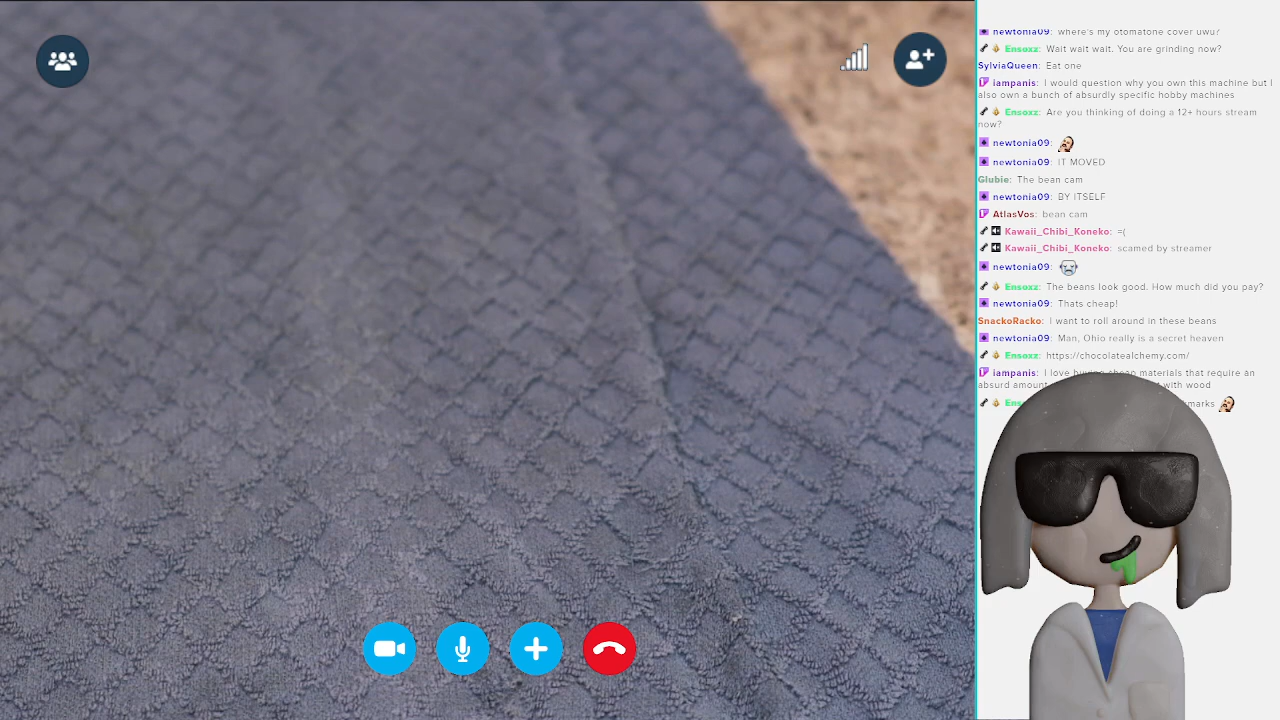 newtonia09: where's my otomatone cover uwu?
Ensoxz: Wait wait wait. You are grinding now?
SylviaQueen: Eat one
iampanis: I would question why you own this machine but I
also own a bunch of absurdly specific hobby machines
Ensoxz: Are you thinking of doing a 12+ hours stream
now?
newtonia09:
newtonia09: IT MOVED
Glubie: The bean cam
newtonia09: BY ITSELF
AtlasVos: bean cam
Kawaii_Chibi_Koneko: =(
Kawaii_Chibi_Koneko: scamed by streamer
newtonia09:
Ensoxz: The beans look good. How much did you pay?
newtonia09: Thats cheap!
SnackoRacko: I want to roll around in these beans
newtonia09: Man, Ohio really is a secret heaven
Ensoxz: https://chocolatealchemy.com/
iampanis: I love buying cheap materials that require an
absurd amount with wood